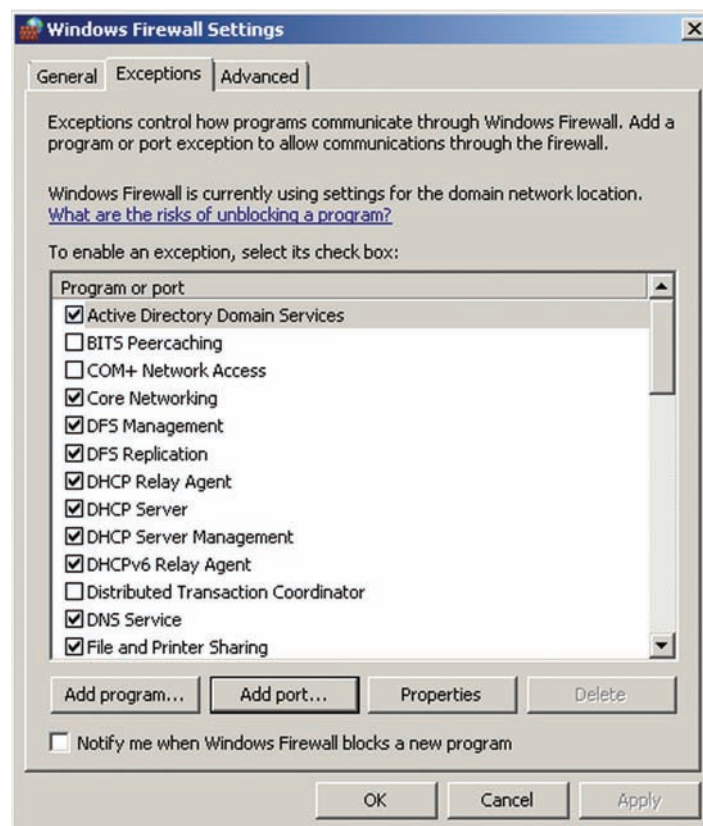 Windows Firewall Settings
General Exceptions Advanced
Exceptions control how programs communicate through Windows Firewall. Add a
program or port exception to allow communications through the firewall.
Windows Firewall is currently using settings for the domain network location.
What are the risks of unblocking a program?
To enable an exception, select its check box:
Program or port
Active Directory Domain Services
BITS Peercaching
COM+ Network Access
Core Networking
DFS Management
DFS Replication
DHCP Relay Agent
DHCP Server
DHCP Server Management
DHCPv6 Relay Agent
Distributed Transaction Coordinator
DNS Service
File and Printer Sharing
Add program... Add port... Properties Delete
Notify me when Windows Firewall blocks a new program
OK Cancel Apply